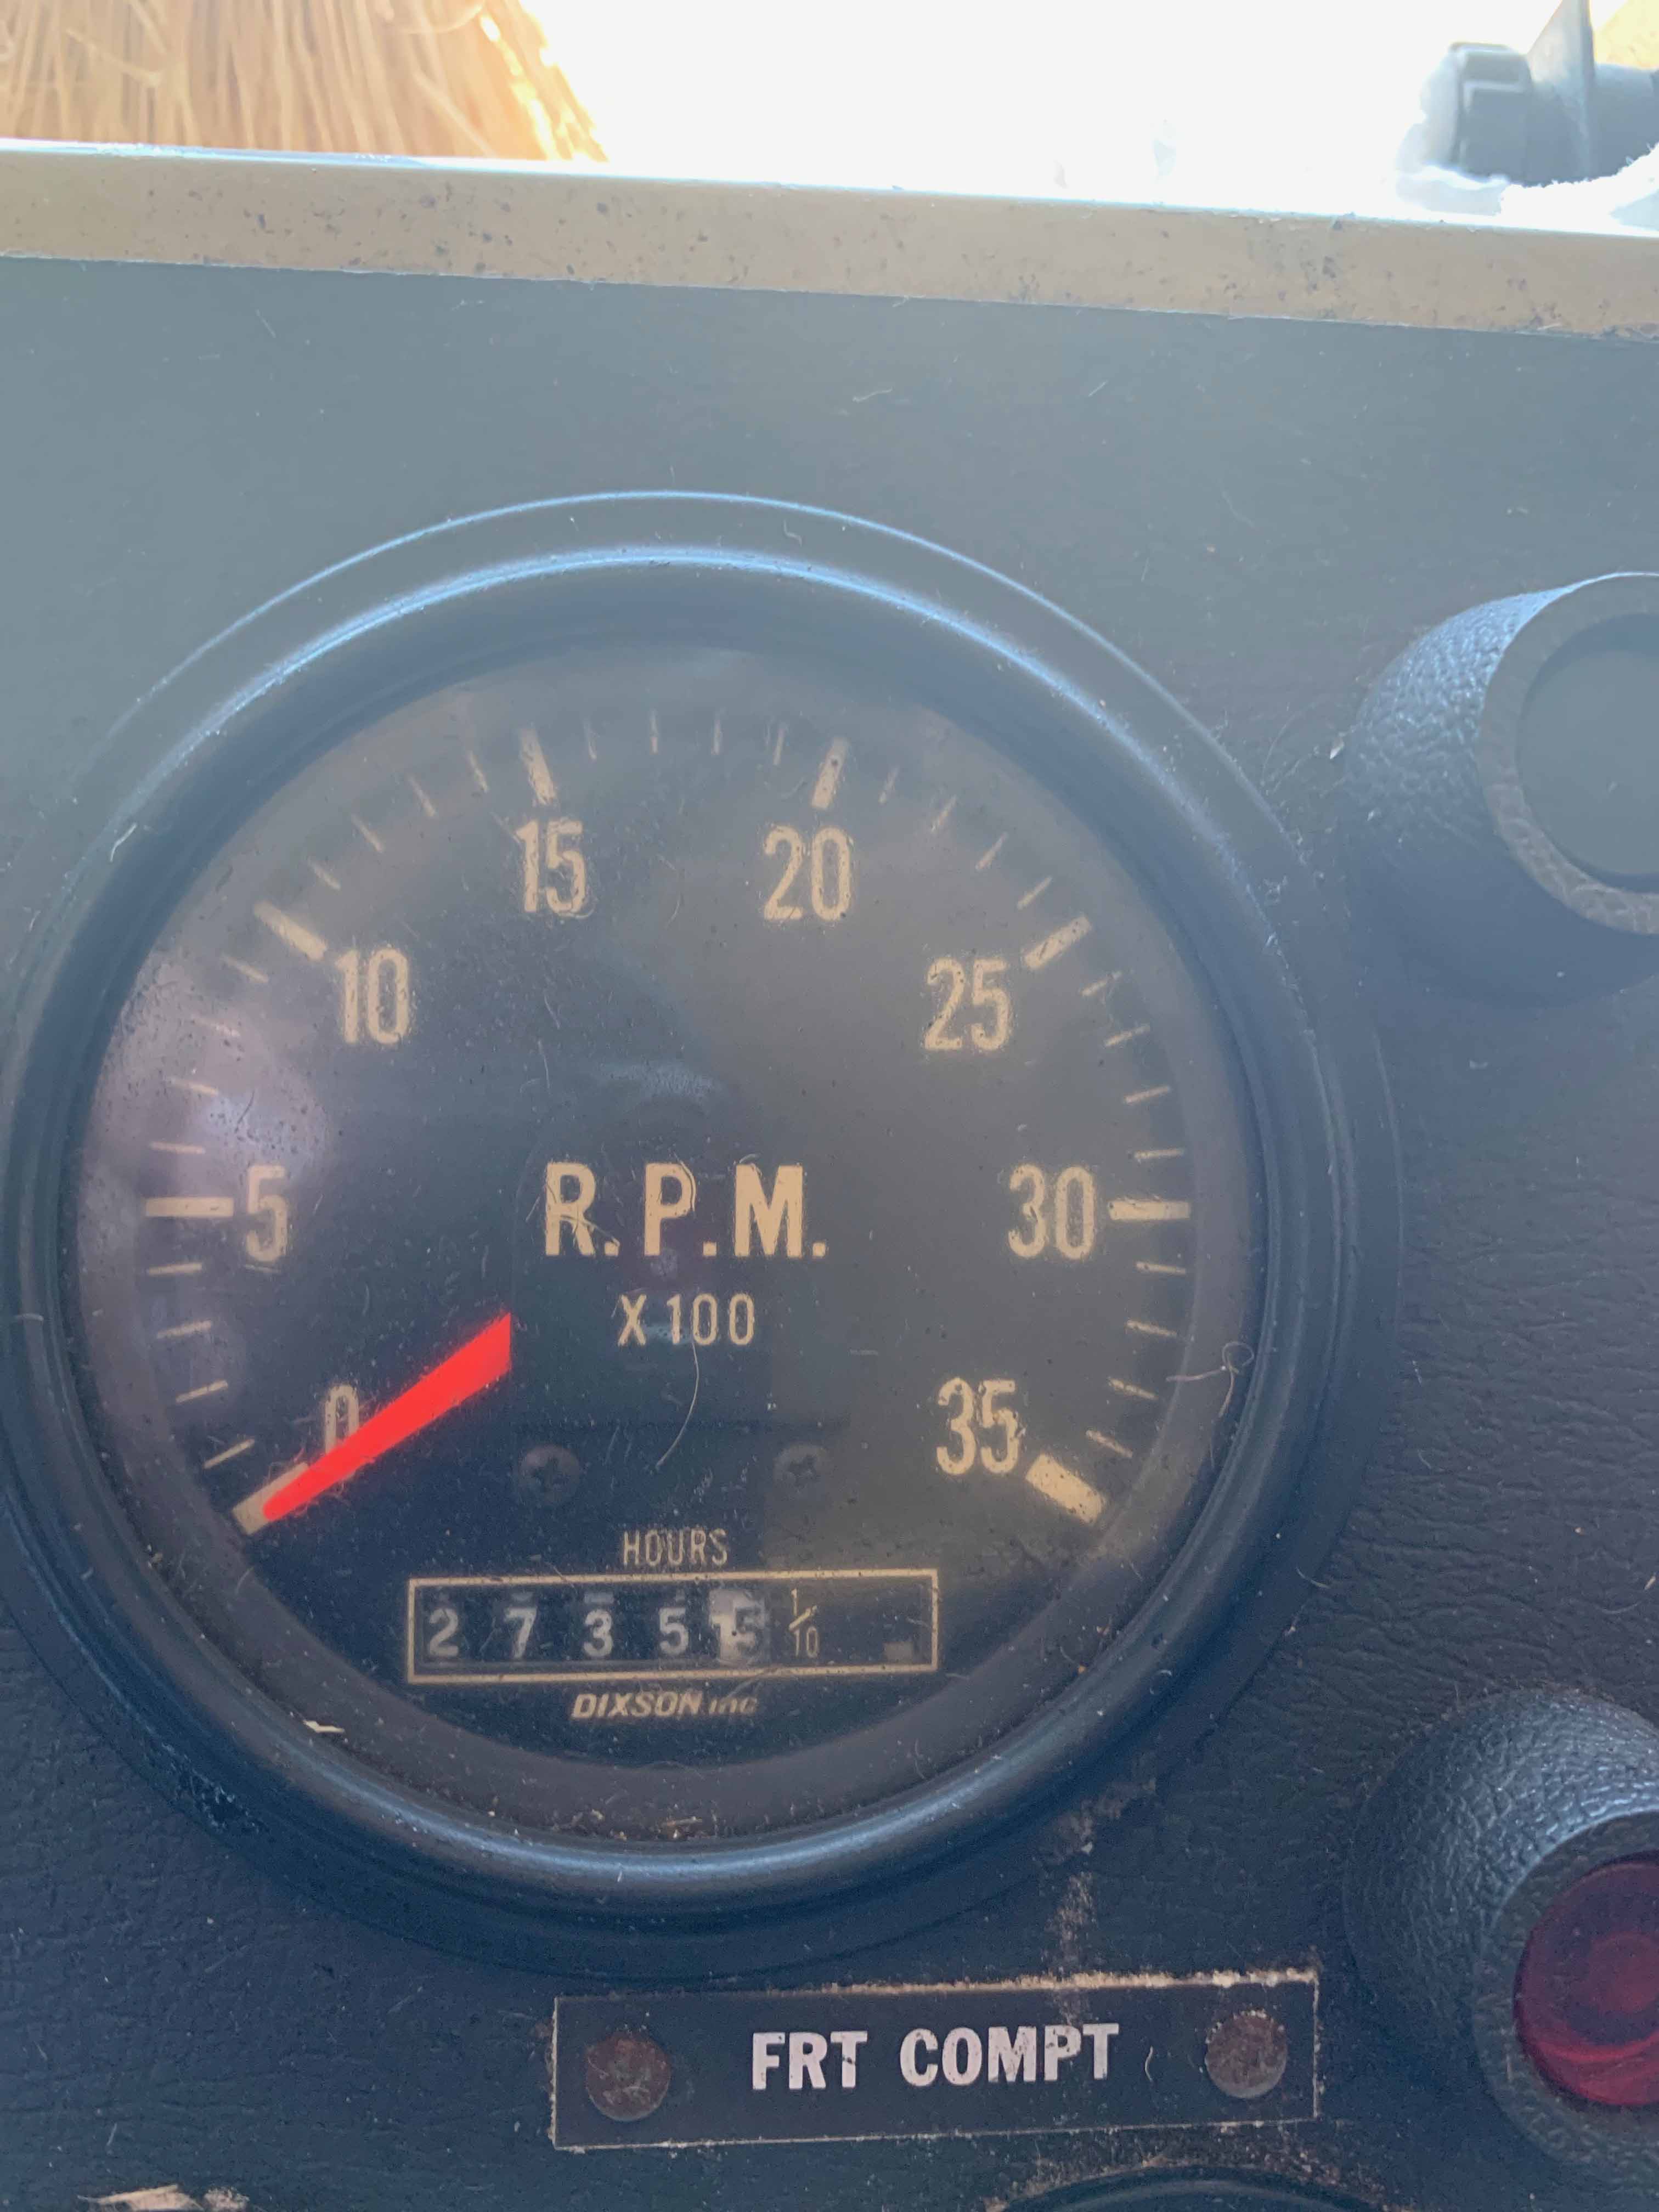 15 20
10 25
5 R.P.M. 30
X100
0 35
HOURS
2 7 3 5 5 1/10
DIXSON inc
FRT COMPT